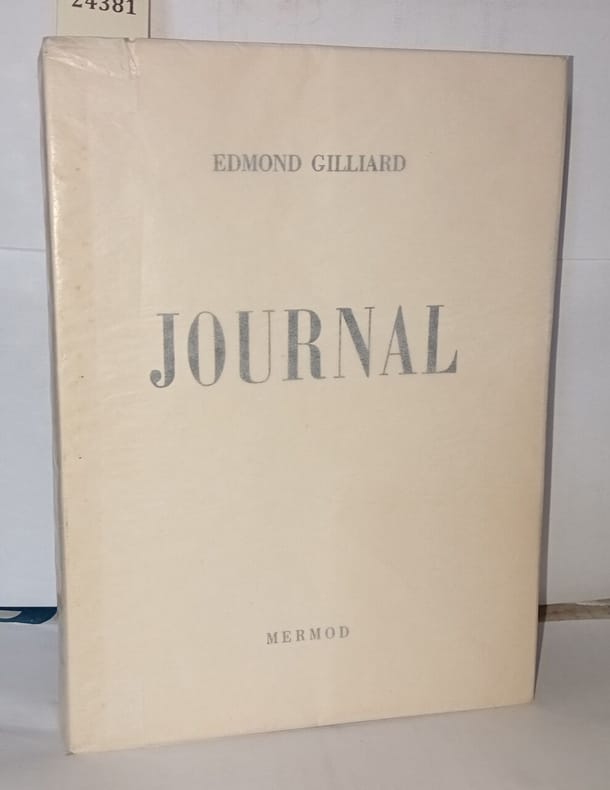 24381
EDMOND GILLIARD
JOURNAL
MERMOD